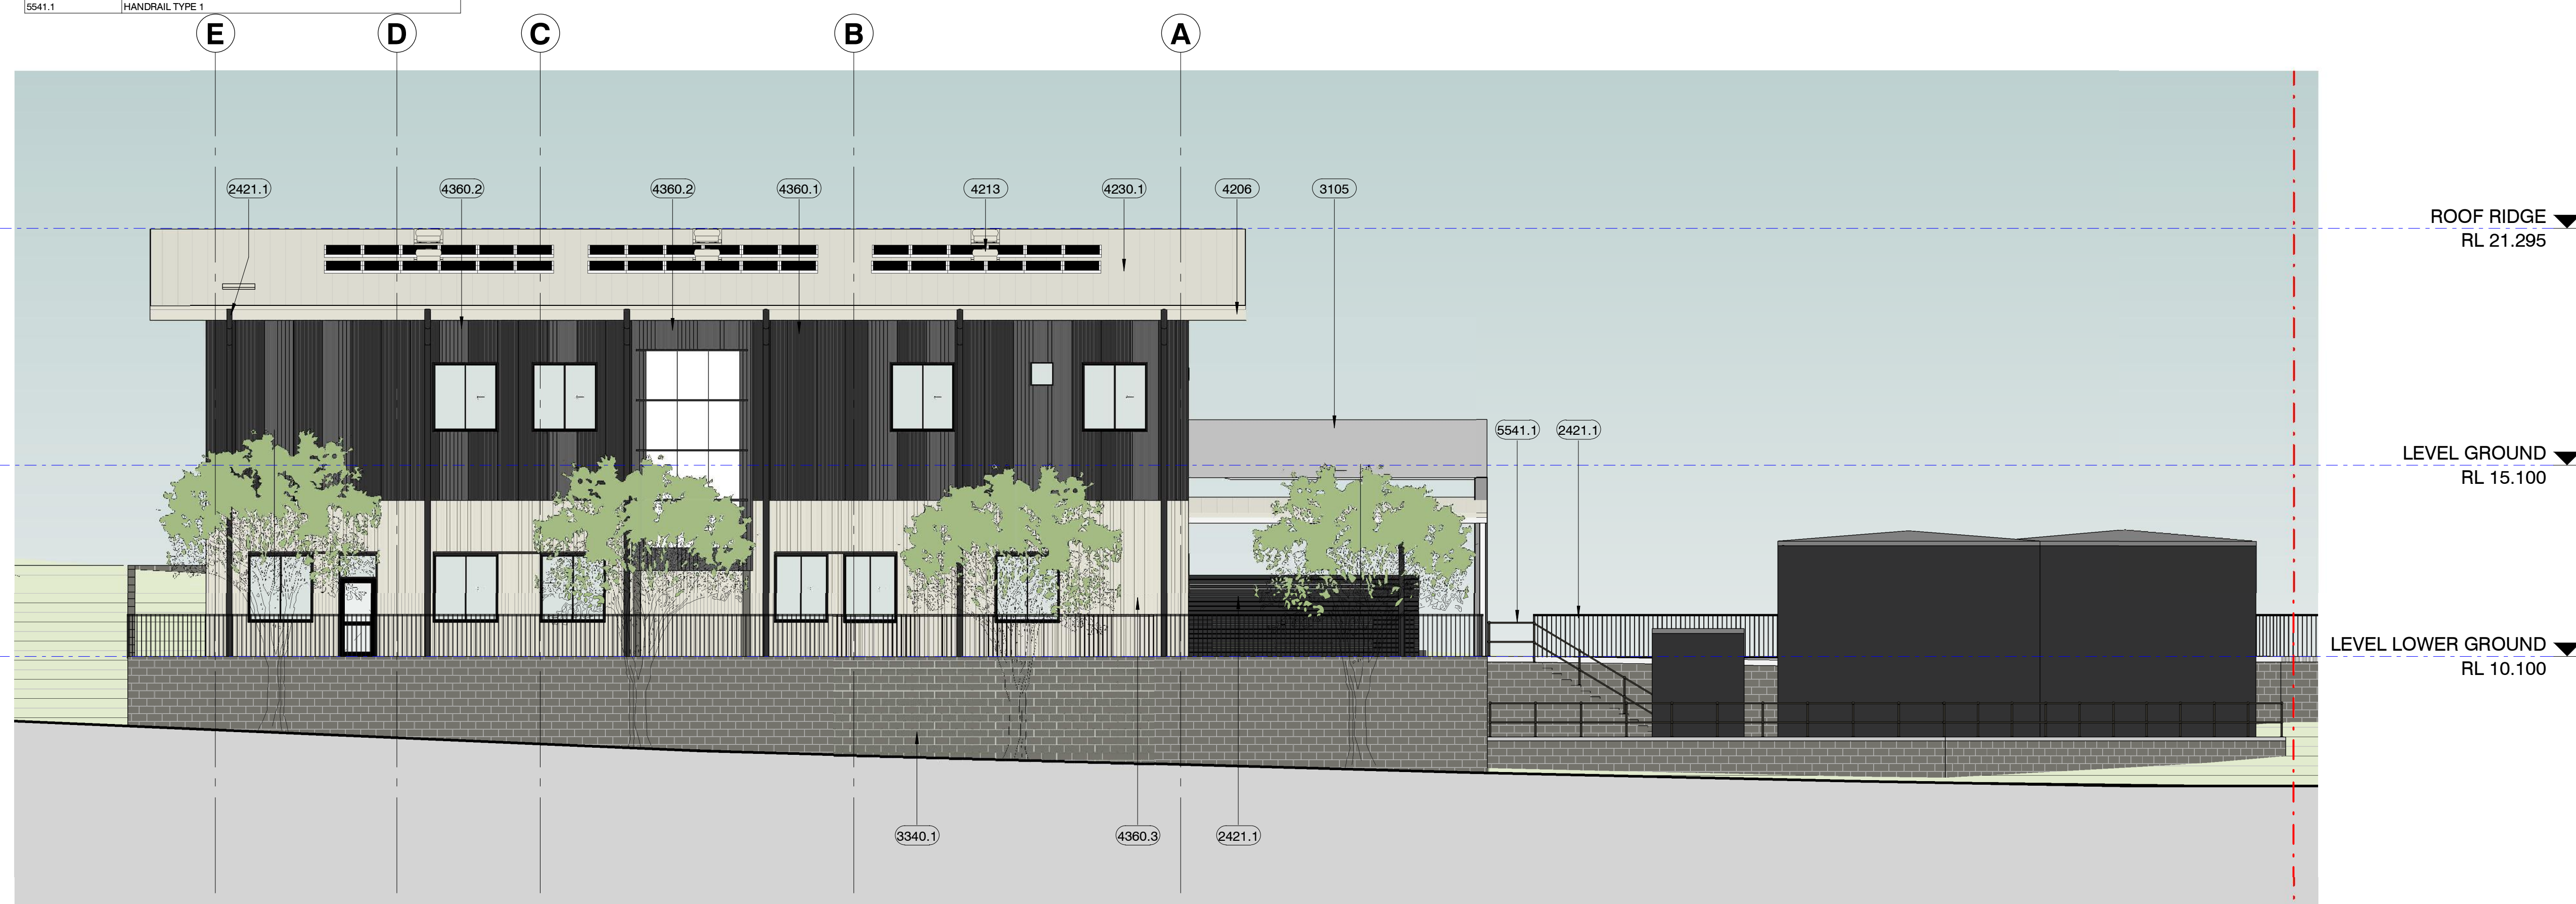 5541.1 HANDRAIL TYPE 1
E D C B A
2421.1 4360.2 4360.2 4360.1 4213 4230.1 4206 3105
ROOF RIDGE
RL 21.295
5541.1 2421.1
LEVEL GROUND
RL 15.100
LEVEL LOWER GROUND
RL 10.100
3340.1 4360.3 2421.1